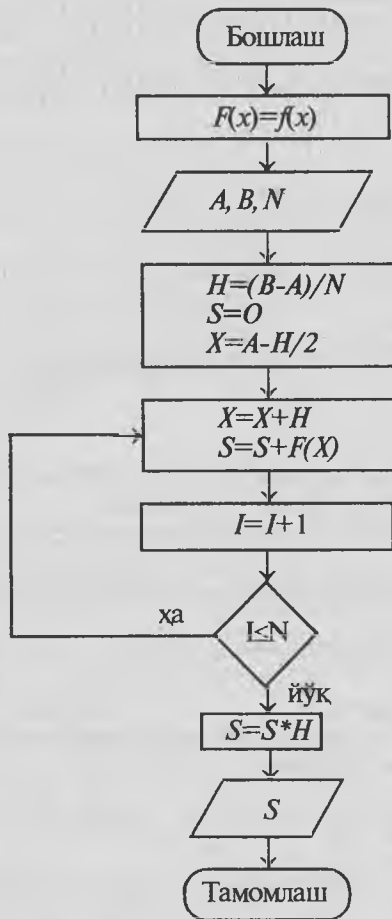 Бошлаш
F(x)=f(x)
A, B, N
H=(B-A)/N
S=O
X=A-H/2
X=X+H
S=S+F(X)
I=I+1
ҳа
I≤N
йўқ
S=S*H
S
Тамомлаш